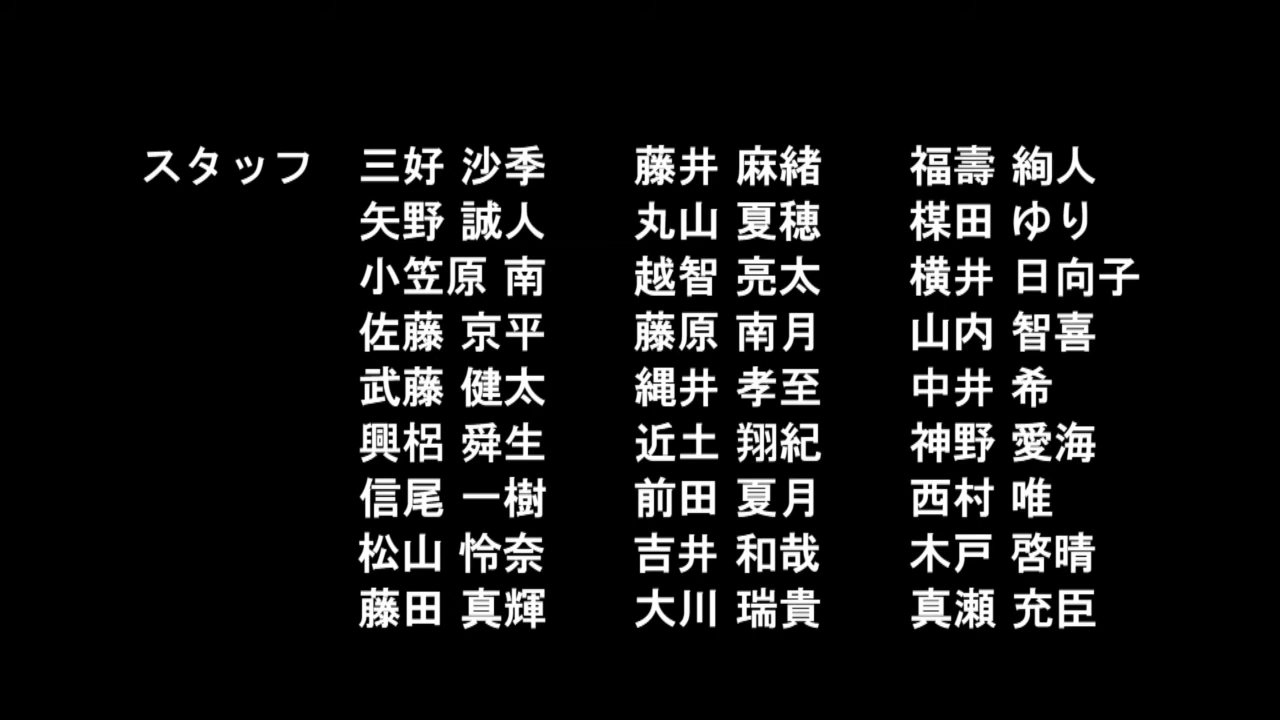 スタッフ 三好 沙季 藤井 麻緒 福壽 絢人
矢野 誠人 丸山 夏穂 楳田 ゆり
小笠原 南 越智 亮太 横井 日向子
佐藤 京平 藤原 南月 山内 智喜
武藤 健太 縄井 孝至 中井 希
興梠 舜生 近土 翔紀 神野 愛海
信尾 一樹 前田 夏月 西村 唯
松山 怜奈 吉井 和哉 木戸 啓晴
藤田 真輝 大川 瑞貴 真瀬 充臣